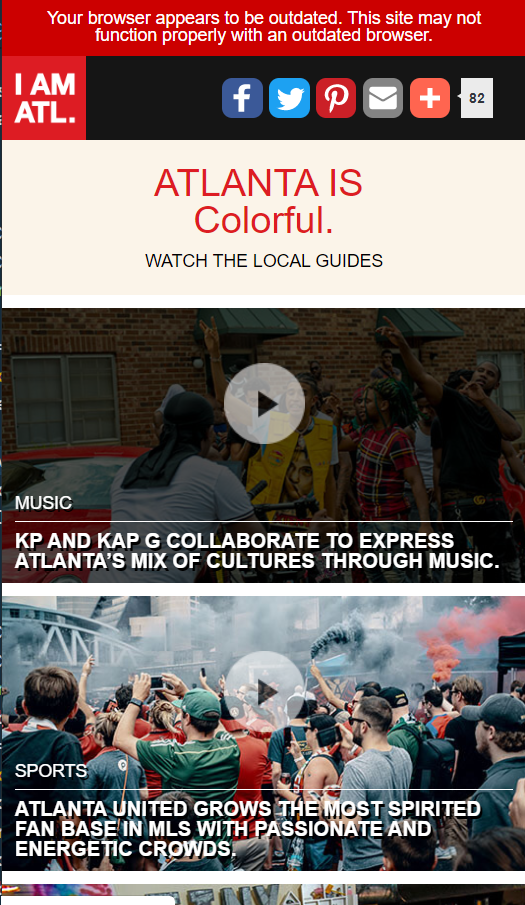 Your browser appears to be outdated. This site may not
function properly with an outdated browser.
I AM
ATL.
82
ATLANTA IS
Colorful.
WATCH THE LOCAL GUIDES
MUSIC
KP AND KAP G COLLABORATE TO EXPRESS
ATLANTA’S MIX OF CULTURES THROUGH MUSIC.
SPORTS
ATLANTA UNITED GROWS THE MOST SPIRITED
FAN BASE IN MLS WITH PASSIONATE AND
ENERGETIC CROWDS.